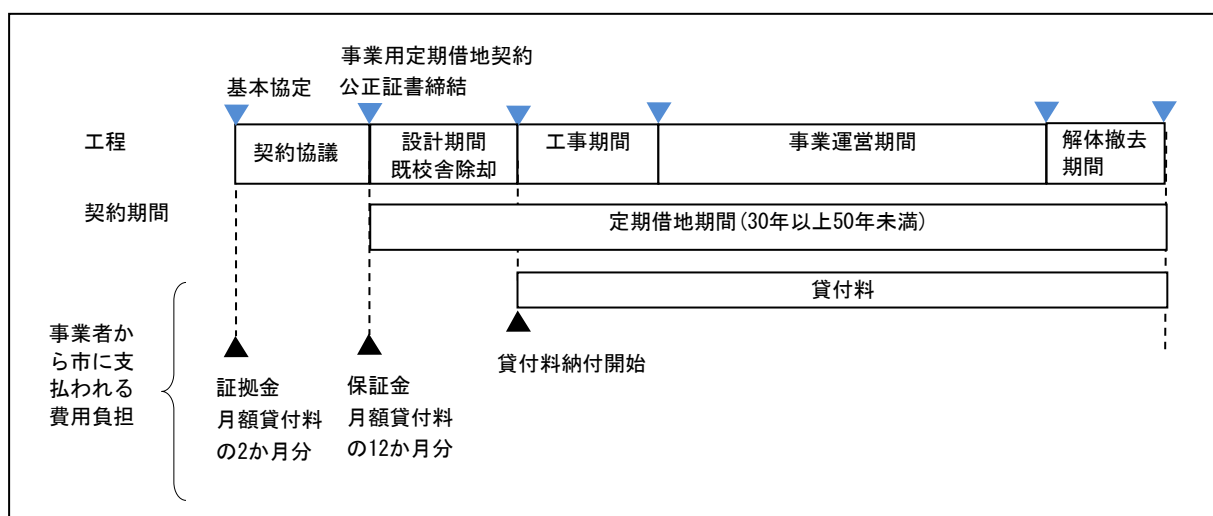 事業用定期借地契約
基本協定
公正証書締結
工程
契約協議
設計期間
既校舎除却
工事期間
事業運営期間
解体撤去
期間
契約期間
定期借地期間(30年以上50年未満)
貸付料
事業者か
ら市に支
払われる
費用負担
貸付料納付開始
証拠金
月額貸付料
の2か月分
保証金
月額貸付料
の12か月分